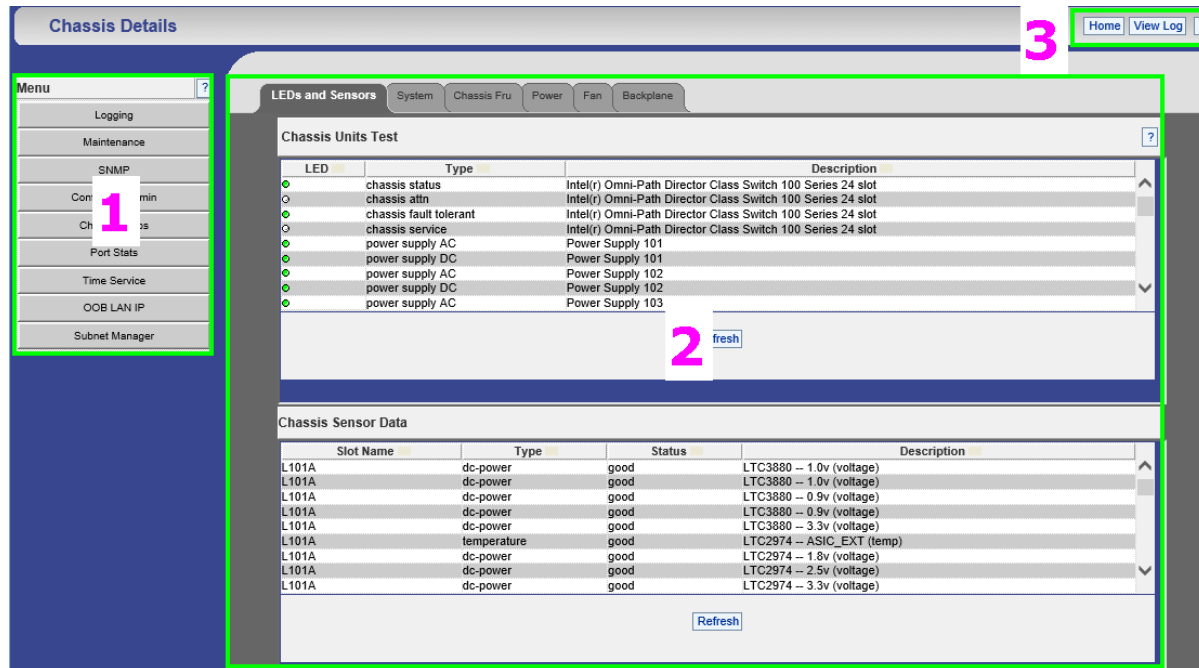 Chassis Details
3
Home View Log
Menu ?
Logging
Maintenance
SNMP
1
Port Stats
Time Service
OOB LAN IP
Subnet Manager
LEDs and Sensors System Chassis Fru Power Fan Backplane
Chassis Units Test ?
LED Type Description
chassis status Intel(r) Omni-Path Director Class Switch 100 Series 24 slot
chassis attn Intel(r) Omni-Path Director Class Switch 100 Series 24 slot
chassis fault tolerant Intel(r) Omni-Path Director Class Switch 100 Series 24 slot
chassis service Intel(r) Omni-Path Director Class Switch 100 Series 24 slot
power supply AC Power Supply 101
power supply DC Power Supply 101
power supply AC Power Supply 102
power supply DC Power Supply 102
power supply AC Power Supply 103
2
Chassis Sensor Data
Slot Name Type Status Description
L101A dc-power good LTC3880 -- 1.0v (voltage)
L101A dc-power good LTC3880 -- 1.0v (voltage)
L101A dc-power good LTC3880 -- 0.9v (voltage)
L101A dc-power good LTC3880 -- 0.9v (voltage)
L101A dc-power good LTC3880 -- 3.3v (voltage)
L101A temperature good LTC2974 -- ASIC_EXT (temp)
L101A dc-power good LTC2974 -- 1.8v (voltage)
L101A dc-power good LTC2974 -- 2.5v (voltage)
L101A dc-power good LTC2974 -- 3.3v (voltage)
Refresh